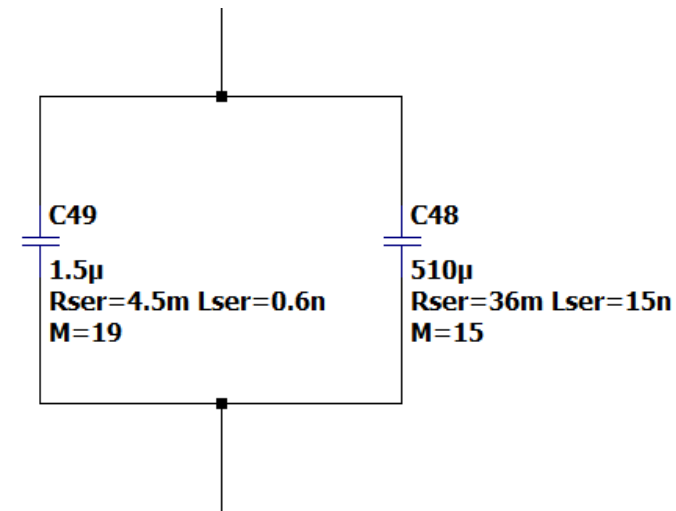 C49
1.5µ
Rser=4.5m Lser=0.6n
M=19
C48
510µ
Rser=36m Lser=15n
M=15